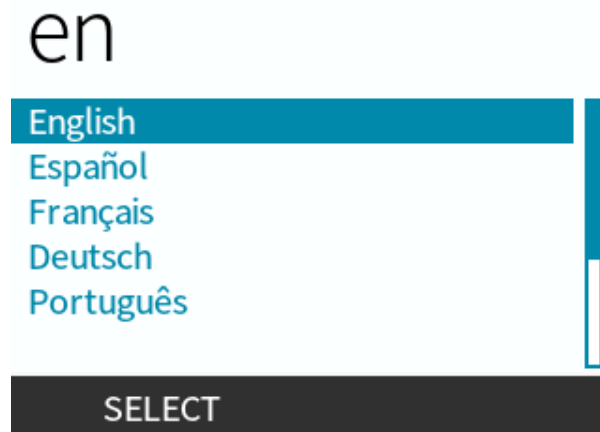 en
English
Español
Français
Deutsch
Português
SELECT